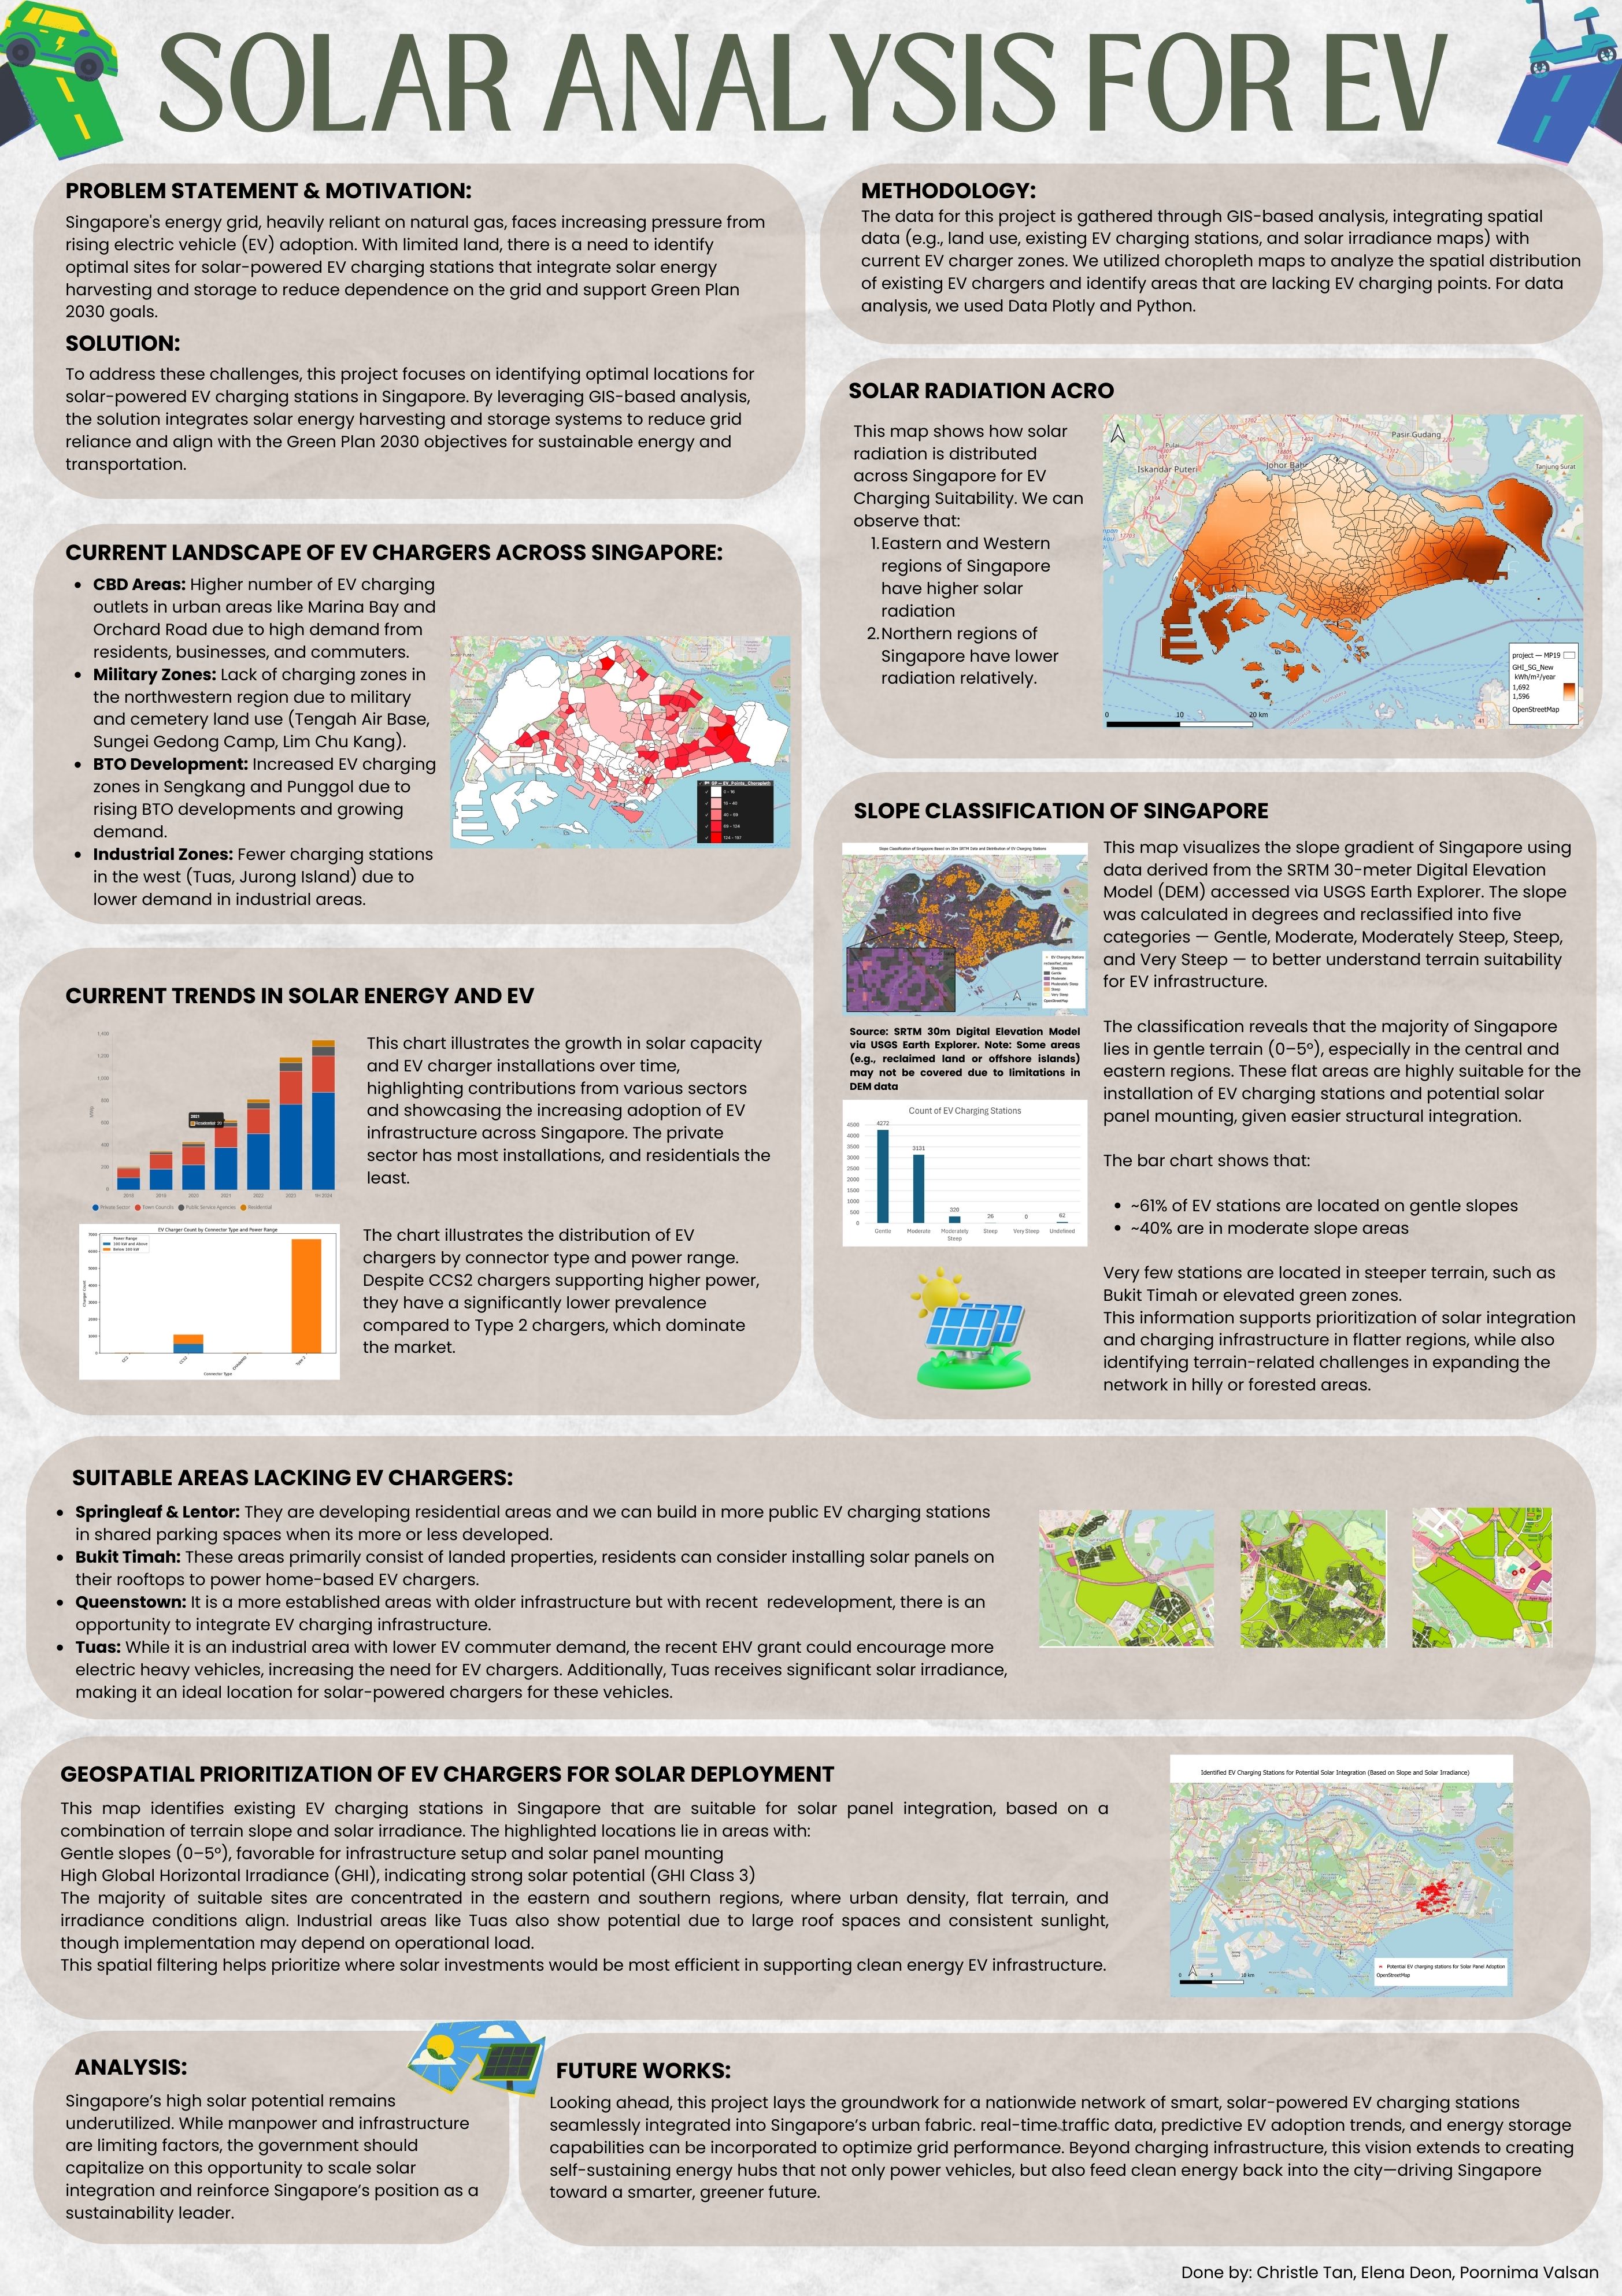 SOLAR ANALYSIS FOR EV
PROBLEM STATEMENT & MOTIVATION:
Singapore's energy grid, heavily reliant on natural gas, faces increasing pressure from
rising electric vehicle (EV) adoption. With limited land, there is a need to identify
optimal sites for solar-powered EV charging stations that integrate solar energy
harvesting and storage to reduce dependence on the grid and support Green Plan
2030 goals.
SOLUTION:
To address these challenges, this project focuses on identifying optimal locations for
solar-powered EV charging stations in Singapore. By leveraging GIS-based analysis,
the solution integrates solar energy harvesting and storage systems to reduce grid
reliance and align with the Green Plan 2030 objectives for sustainable energy and
transportation.
METHODOLOGY:
The data for this project is gathered through GIS-based analysis, integrating spatial
data (e.g., land use, existing EV charging stations, and solar irradiance maps) with
current EV charger zones. We utilized choropleth maps to analyze the spatial distribution
of existing EV chargers and identify areas that are lacking EV charging points. For data
analysis, we used Data Plotly and Python.
SOLAR RADIATION ACRO
This map shows how solar
radiation is distributed
across Singapore for EV
Charging Suitability. We can
observe that:
1. Eastern and Western
regions of Singapore
have higher solar
radiation
2. Northern regions of
Singapore have lower
radiation relatively.
Pasir Gudang
Iskandar Puteri
Johor Bahr
Tanjung Surat
project — MP19
GHI_SG_New
kWh/m²/year
1,692
1,596
OpenStreetMap
0 10 20 km
CURRENT LANDSCAPE OF EV CHARGERS ACROSS SINGAPORE:
• CBD Areas: Higher number of EV charging
outlets in urban areas like Marina Bay and
Orchard Road due to high demand from
residents, businesses, and commuters.
• Military Zones: Lack of charging zones in
the northwestern region due to military
and cemetery land use (Tengah Air Base,
Sungei Gedong Camp, Lim Chu Kang).
• BTO Development: Increased EV charging
zones in Sengkang and Punggol due to
rising BTO developments and growing
demand.
• Industrial Zones: Fewer charging stations
in the west (Tuas, Jurong Island) due to
lower demand in industrial areas.
SLOPE CLASSIFICATION OF SINGAPORE
Slope Classification of Singapore Based on 30m SRTM Data and Distribution of EV Charging Stations
EV Charging Stations
Gentle
Moderate
Moderately Steep
Steep
Very Steep
OpenStreetMap
Source: SRTM 30m Digital Elevation Model
via USGS Earth Explorer. Note: Some areas
(e.g., reclaimed land or offshore islands)
may not be covered due to limitations in
DEM data
Count of EV Charging Stations
4500
4000
3500
3000
2500
2000
1500
1000
500
0
4272 3131 320 26 0 62
Gentle Moderate Moderately Steep Steep Very Steep Undefined
This map visualizes the slope gradient of Singapore using
data derived from the SRTM 30-meter Digital Elevation
Model (DEM) accessed via USGS Earth Explorer. The slope
was calculated in degrees and reclassified into five
categories — Gentle, Moderate, Moderately Steep, Steep,
and Very Steep — to better understand terrain suitability
for EV infrastructure.
The classification reveals that the majority of Singapore
lies in gentle terrain (0–5°), especially in the central and
eastern regions. These flat areas are highly suitable for the
installation of EV charging stations and potential solar
panel mounting, given easier structural integration.
The bar chart shows that:
• ~61% of EV stations are located on gentle slopes
• ~40% are in moderate slope areas
Very few stations are located in steeper terrain, such as
Bukit Timah or elevated green zones.
This information supports prioritization of solar integration
and charging infrastructure in flatter regions, while also
identifying terrain-related challenges in expanding the
network in hilly or forested areas.
CURRENT TRENDS IN SOLAR ENERGY AND EV
1,400
1,200
1,000
800
600
400
200
0
2021
Residential
2019 2020 2021 2022 2023 1H 2024
Private Sector Town Councils Public Service Agencies Residential
This chart illustrates the growth in solar capacity
and EV charger installations over time,
highlighting contributions from various sectors
and showcasing the increasing adoption of EV
infrastructure across Singapore. The private
sector has most installations, and residentials the
least.
EV Charger Count by Connector Type and Power Range
Power Range
Charger Count
7000
6000
5000
4000
3000
2000
1000
0
CCS2
Type 2
Connector Type
The chart illustrates the distribution of EV
chargers by connector type and power range.
Despite CCS2 chargers supporting higher power,
they have a significantly lower prevalence
compared to Type 2 chargers, which dominate
the market.
SUITABLE AREAS LACKING EV CHARGERS:
• Springleaf & Lentor: They are developing residential areas and we can build in more public EV charging stations
in shared parking spaces when its more or less developed.
• Bukit Timah: These areas primarily consist of landed properties, residents can consider installing solar panels on
their rooftops to power home-based EV chargers.
• Queenstown: It is a more established areas with older infrastructure but with recent redevelopment, there is an
opportunity to integrate EV charging infrastructure.
• Tuas: While it is an industrial area with lower EV commuter demand, the recent EHV grant could encourage more
electric heavy vehicles, increasing the need for EV chargers. Additionally, Tuas receives significant solar irradiance,
making it an ideal location for solar-powered chargers for these vehicles.
GEOSPATIAL PRIORITIZATION OF EV CHARGERS FOR SOLAR DEPLOYMENT
This map identifies existing EV charging stations in Singapore that are suitable for solar panel integration, based on a
combination of terrain slope and solar irradiance. The highlighted locations lie in areas with:
Gentle slopes (0–5°), favorable for infrastructure setup and solar panel mounting
High Global Horizontal Irradiance (GHI), indicating strong solar potential (GHI Class 3)
The majority of suitable sites are concentrated in the eastern and southern regions, where urban density, flat terrain, and
irradiance conditions align. Industrial areas like Tuas also show potential due to large roof spaces and consistent sunlight,
though implementation may depend on operational load.
This spatial filtering helps prioritize where solar investments would be most efficient in supporting clean energy EV infrastructure.
Identified EV Charging Stations for Potential Solar Integration (Based on Slope and Solar Irradiance)
Potential EV charging stations for Solar Panel Adoption
OpenStreetMap
0 5 10 km
ANALYSIS:
Singapore's high solar potential remains
underutilized. While manpower and infrastructure
are limiting factors, the government should
capitalize on this opportunity to scale solar
integration and reinforce Singapore's position as a
sustainability leader.
FUTURE WORKS:
Looking ahead, this project lays the groundwork for a nationwide network of smart, solar-powered EV charging stations
seamlessly integrated into Singapore's urban fabric. real-time traffic data, predictive EV adoption trends, and energy storage
capabilities can be incorporated to optimize grid performance. Beyond charging infrastructure, this vision extends to creating
self-sustaining energy hubs that not only power vehicles, but also feed clean energy back into the city—driving Singapore
toward a smarter, greener future.
Done by: Christle Tan, Elena Deon, Poornima Valsan